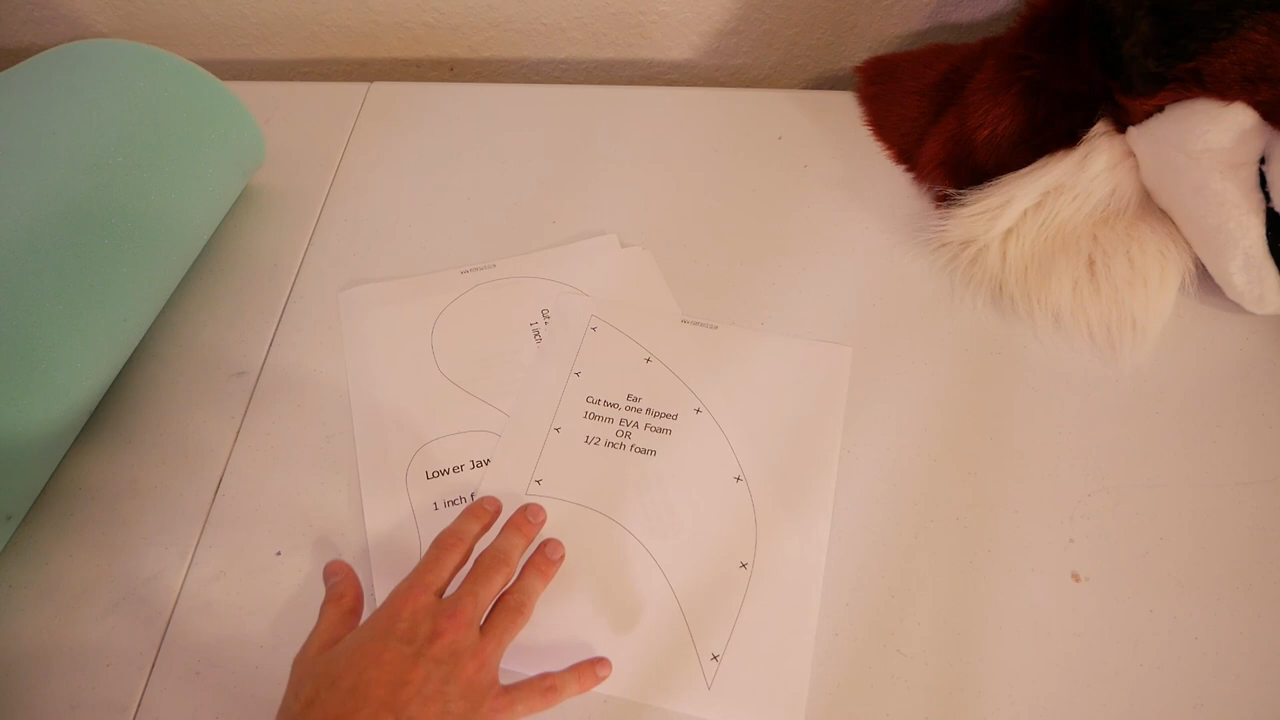 Cut
1 inch
Ear
Cut two, one flipped
10mm EVA Foam
OR
1/2 inch foam
Lower Jaw
1 inch f